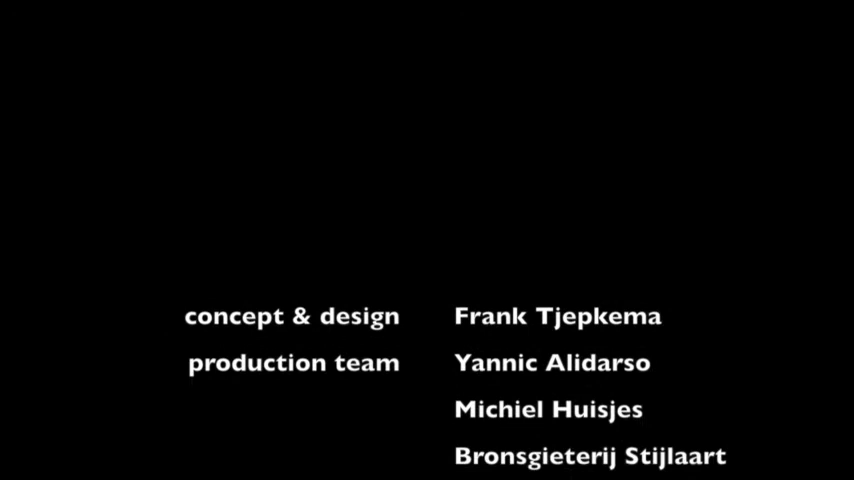 concept & design Frank Tjepkema
production team Yannic Alidarso
Michiel Huisjes
Bronsgieterij Stijlaart